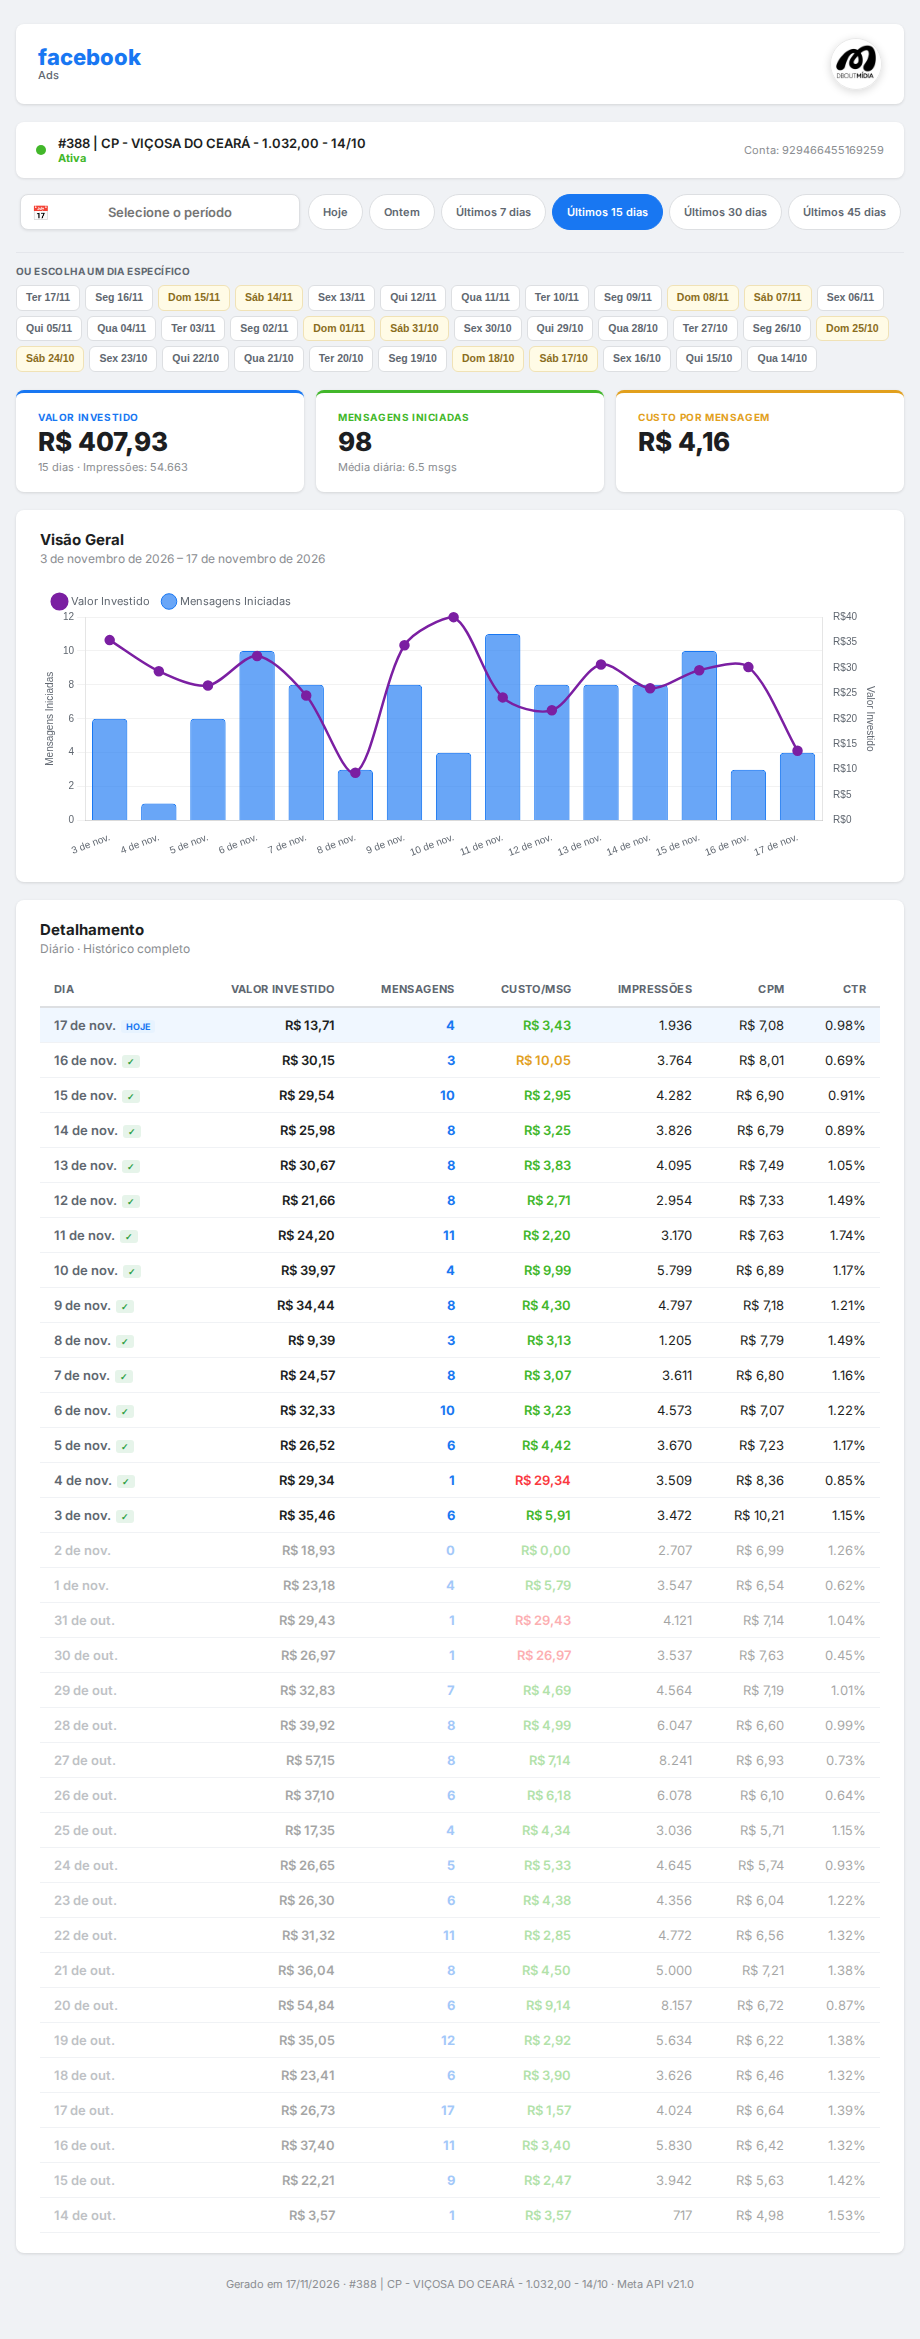 facebook
Ads
DBOUTMÍDIA
#388 | CP - VIÇOSA DO CEARÁ - 1.032,00 - 14/10
Ativa
Conta: 929466455169259
Selecione o período Hoje Ontem Últimos 7 dias Últimos 15 dias Últimos 30 dias Últimos 45 dias
OU ESCOLHA UM DIA ESPECÍFICO
Ter 17/11 Seg 16/11 Dom 15/11 Sáb 14/11 Sex 13/11 Qui 12/11 Qua 11/11 Ter 10/11 Seg 09/11 Dom 08/11 Sáb 07/11 Sex 06/11
Qui 05/11 Qua 04/11 Ter 03/11 Seg 02/11 Dom 01/11 Sáb 31/10 Sex 30/10 Qui 29/10 Qua 28/10 Ter 27/10 Seg 26/10 Dom 25/10
Sáb 24/10 Sex 23/10 Qui 22/10 Qua 21/10 Ter 20/10 Seg 19/10 Dom 18/10 Sáb 17/10 Sex 16/10 Qui 15/10 Qua 14/10
VALOR INVESTIDO
R$ 407,93
15 dias · Impressões: 54.663
MENSAGENS INICIADAS
98
Média diária: 6.5 msgs
CUSTO POR MENSAGEM
R$ 4,16
Visão Geral
3 de novembro de 2026 – 17 de novembro de 2026
Valor Investido Mensagens Iniciadas
Mensagens Iniciadas
12
10
8
6
4
2
0
R$40
R$35
R$30
R$25
R$20
R$15
R$10
R$5
R$0
Valor Investido
3 de nov. 4 de nov. 5 de nov. 6 de nov. 7 de nov. 8 de nov. 9 de nov. 10 de nov. 11 de nov. 12 de nov. 13 de nov. 14 de nov. 15 de nov. 16 de nov. 17 de nov.
Detalhamento
Diário · Histórico completo
DIA VALOR INVESTIDO MENSAGENS CUSTO/MSG IMPRESSÕES CPM CTR
17 de nov. HOJE R$ 13,71 4 R$ 3,43 1.936 R$ 7,08 0.98%
16 de nov. ✓ R$ 30,15 3 R$ 10,05 3.764 R$ 8,01 0.69%
15 de nov. ✓ R$ 29,54 10 R$ 2,95 4.282 R$ 6,90 0.91%
14 de nov. ✓ R$ 25,98 8 R$ 3,25 3.826 R$ 6,79 0.89%
13 de nov. ✓ R$ 30,67 8 R$ 3,83 4.095 R$ 7,49 1.05%
12 de nov. ✓ R$ 21,66 8 R$ 2,71 2.954 R$ 7,33 1.49%
11 de nov. ✓ R$ 24,20 11 R$ 2,20 3.170 R$ 7,63 1.74%
10 de nov. ✓ R$ 39,97 4 R$ 9,99 5.799 R$ 6,89 1.17%
9 de nov. ✓ R$ 34,44 8 R$ 4,30 4.797 R$ 7,18 1.21%
8 de nov. ✓ R$ 9,39 3 R$ 3,13 1.205 R$ 7,79 1.49%
7 de nov. ✓ R$ 24,57 8 R$ 3,07 3.611 R$ 6,80 1.16%
6 de nov. ✓ R$ 32,33 10 R$ 3,23 4.573 R$ 7,07 1.22%
5 de nov. ✓ R$ 26,52 6 R$ 4,42 3.670 R$ 7,23 1.17%
4 de nov. ✓ R$ 29,34 1 R$ 29,34 3.509 R$ 8,36 0.85%
3 de nov. ✓ R$ 35,46 6 R$ 5,91 3.472 R$ 10,21 1.15%
2 de nov. R$ 18,93 0 R$ 0,00 2.707 R$ 6,99 1.26%
1 de nov. R$ 23,18 4 R$ 5,79 3.547 R$ 6,54 0.62%
31 de out. R$ 29,43 1 R$ 29,43 4.121 R$ 7,14 1.04%
30 de out. R$ 26,97 1 R$ 26,97 3.537 R$ 7,63 0.45%
29 de out. R$ 32,83 7 R$ 4,69 4.564 R$ 7,19 1.01%
28 de out. R$ 39,92 8 R$ 4,99 6.047 R$ 6,60 0.99%
27 de out. R$ 57,15 8 R$ 7,14 8.241 R$ 6,93 0.73%
26 de out. R$ 37,10 6 R$ 6,18 6.078 R$ 6,10 0.64%
25 de out. R$ 17,35 4 R$ 4,34 3.036 R$ 5,71 1.15%
24 de out. R$ 26,65 5 R$ 5,33 4.645 R$ 5,74 0.93%
23 de out. R$ 26,30 6 R$ 4,38 4.356 R$ 6,04 1.22%
22 de out. R$ 31,32 11 R$ 2,85 4.772 R$ 6,56 1.32%
21 de out. R$ 36,04 8 R$ 4,50 5.000 R$ 7,21 1.38%
20 de out. R$ 54,84 6 R$ 9,14 8.157 R$ 6,72 0.87%
19 de out. R$ 35,05 12 R$ 2,92 5.634 R$ 6,22 1.38%
18 de out. R$ 23,41 6 R$ 3,90 3.626 R$ 6,46 1.32%
17 de out. R$ 26,73 17 R$ 1,57 4.024 R$ 6,64 1.39%
16 de out. R$ 37,40 11 R$ 3,40 5.830 R$ 6,42 1.32%
15 de out. R$ 22,21 9 R$ 2,47 3.942 R$ 5,63 1.42%
14 de out. R$ 3,57 1 R$ 3,57 717 R$ 4,98 1.53%
Gerado em 17/11/2026 · #388 | CP - VIÇOSA DO CEARÁ - 1.032,00 - 14/10 · Meta API v21.0